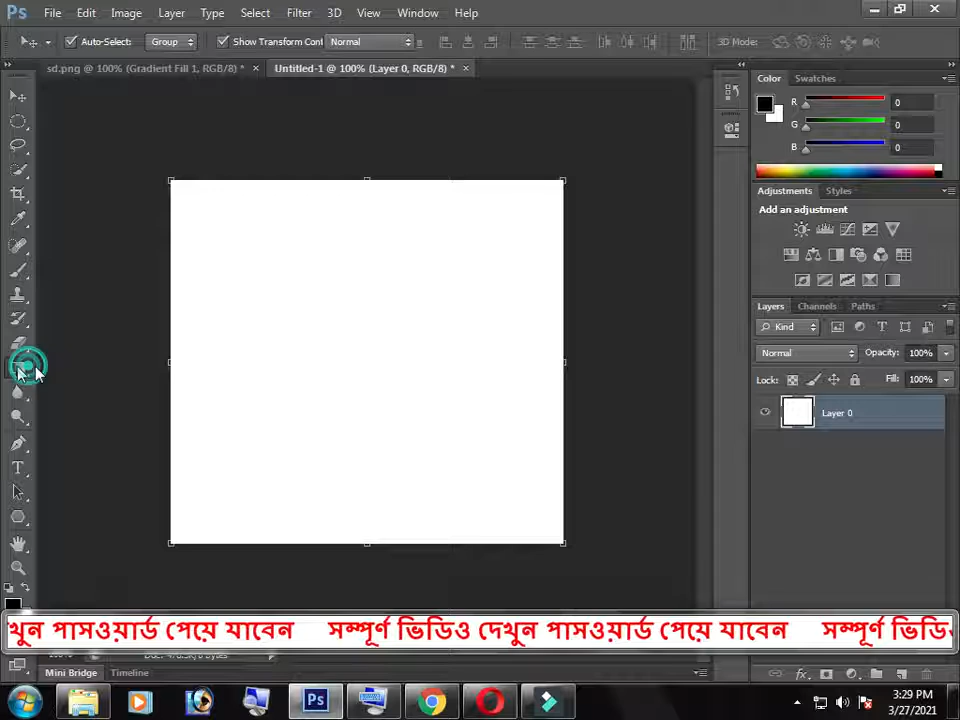 Ps File Edit Image Layer Type Select Filter 3D View Window Help
Auto-Select: Group Show Transform Cont Normal 3D Mode:
sd.png @ 100% (Gradient Fill 1, RGB/8) * × Untitled-1 @ 100% (Layer 0, RGB/8) * ×
Color Swatches
R 0
G 0
B 0
Adjustments Styles
Add an adjustment
Layers Channels Paths
Kind
Normal Opacity: 100%
Lock: Fill: 100%
Layer 0
খুন পাসওয়ার্ড পেয়ে যাবেন সম্পূর্ণ ভিডিও দেখুন পাসওয়ার্ড পেয়ে যাবেন সম্পূর্ণ ভিডি
Mini Bridge Timeline
Ps
3:29 PM
3/27/2021